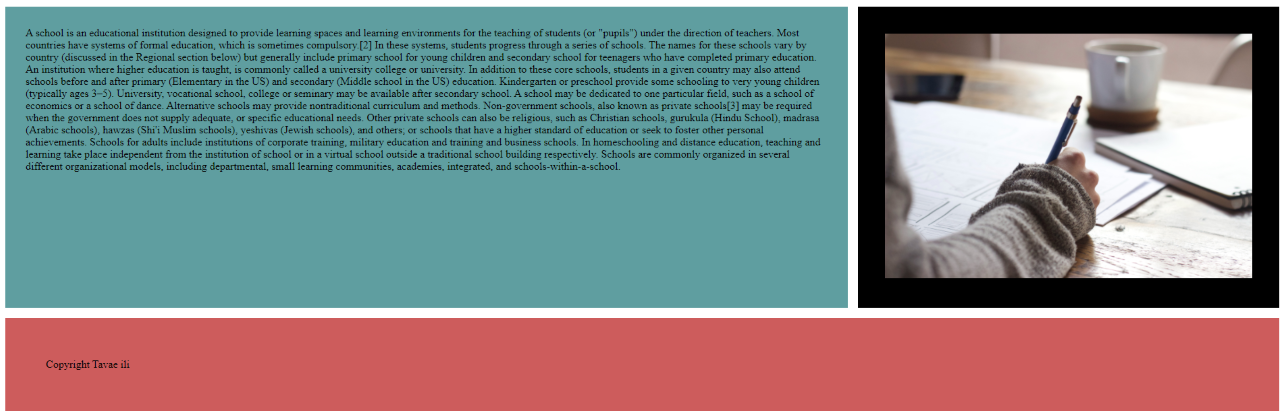 A school is an educational institution designed to provide learning spaces and learning environments for the teaching of students (or "pupils") under the direction of teachers. Most
countries have systems of formal education, which is sometimes compulsory.[2] In these systems, students progress through a series of schools. The names for these schools vary by
country (discussed in the Regional section below) but generally include primary school for young children and secondary school for teenagers who have completed primary education.
An institution where higher education is taught, is commonly called a university college or university. In addition to these core schools, students in a given country may also attend
schools before and after primary (Elementary in the US) and secondary (Middle school in the US) education. Kindergarten or preschool provide some schooling to very young children
(typically ages 3–5). University, vocational school, college or seminary may be available after secondary school. A school may be dedicated to one particular field, such as a school of
economics or a school of dance. Alternative schools may provide nontraditional curriculum and methods. Non-government schools, also known as private schools[3] may be required
when the government does not supply adequate, or specific educational needs. Other private schools can also be religious, such as Christian schools, gurukula (Hindu School), madrasa
(Arabic schools), hawzas (Shi'i Muslim schools), yeshivas (Jewish schools), and others; or schools that have a higher standard of education or seek to foster other personal
achievements. Schools for adults include institutions of corporate training, military education and training and business schools. In homeschooling and distance education, teaching and
learning take place independent from the institution of school or in a virtual school outside a traditional school building respectively. Schools are commonly organized in several
different organizational models, including departmental, small learning communities, academies, integrated, and schools-within-a-school.
Copyright Tavae ili